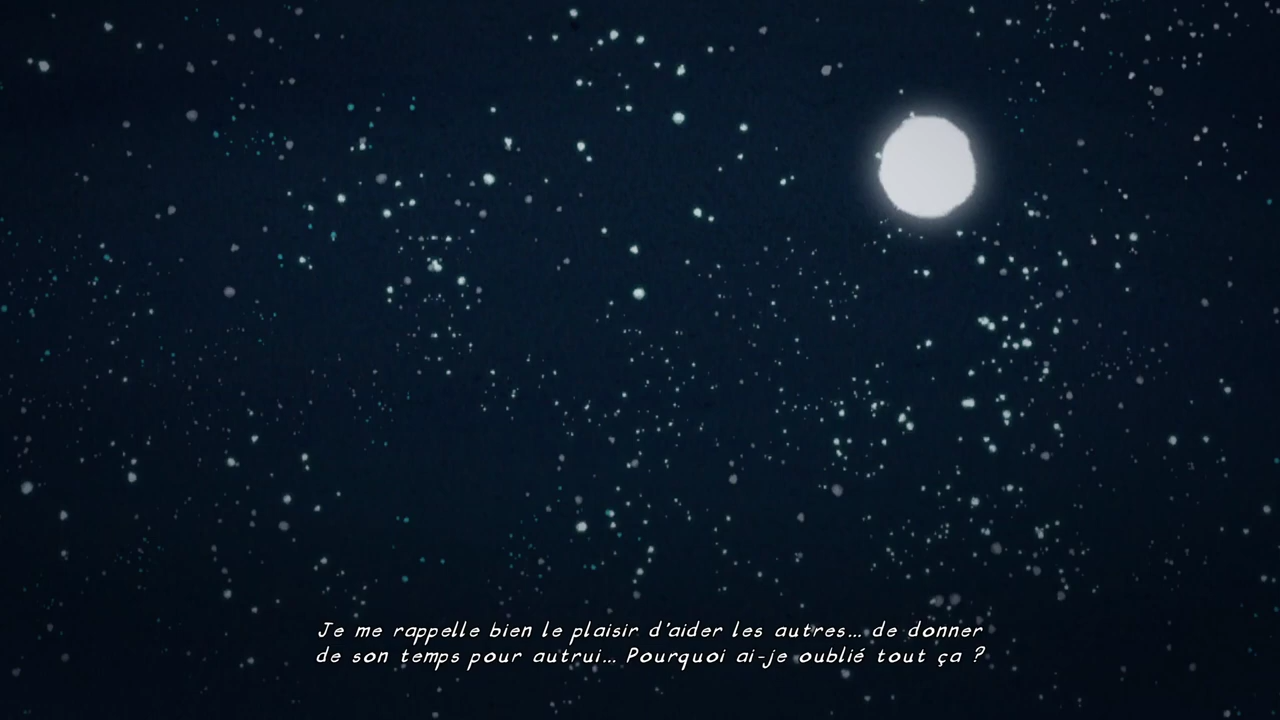 Je me rappelle bien le plaisir d'aider les autres... de donner
de son temps pour autrui... Pourquoi ai-je oublié tout ça ?